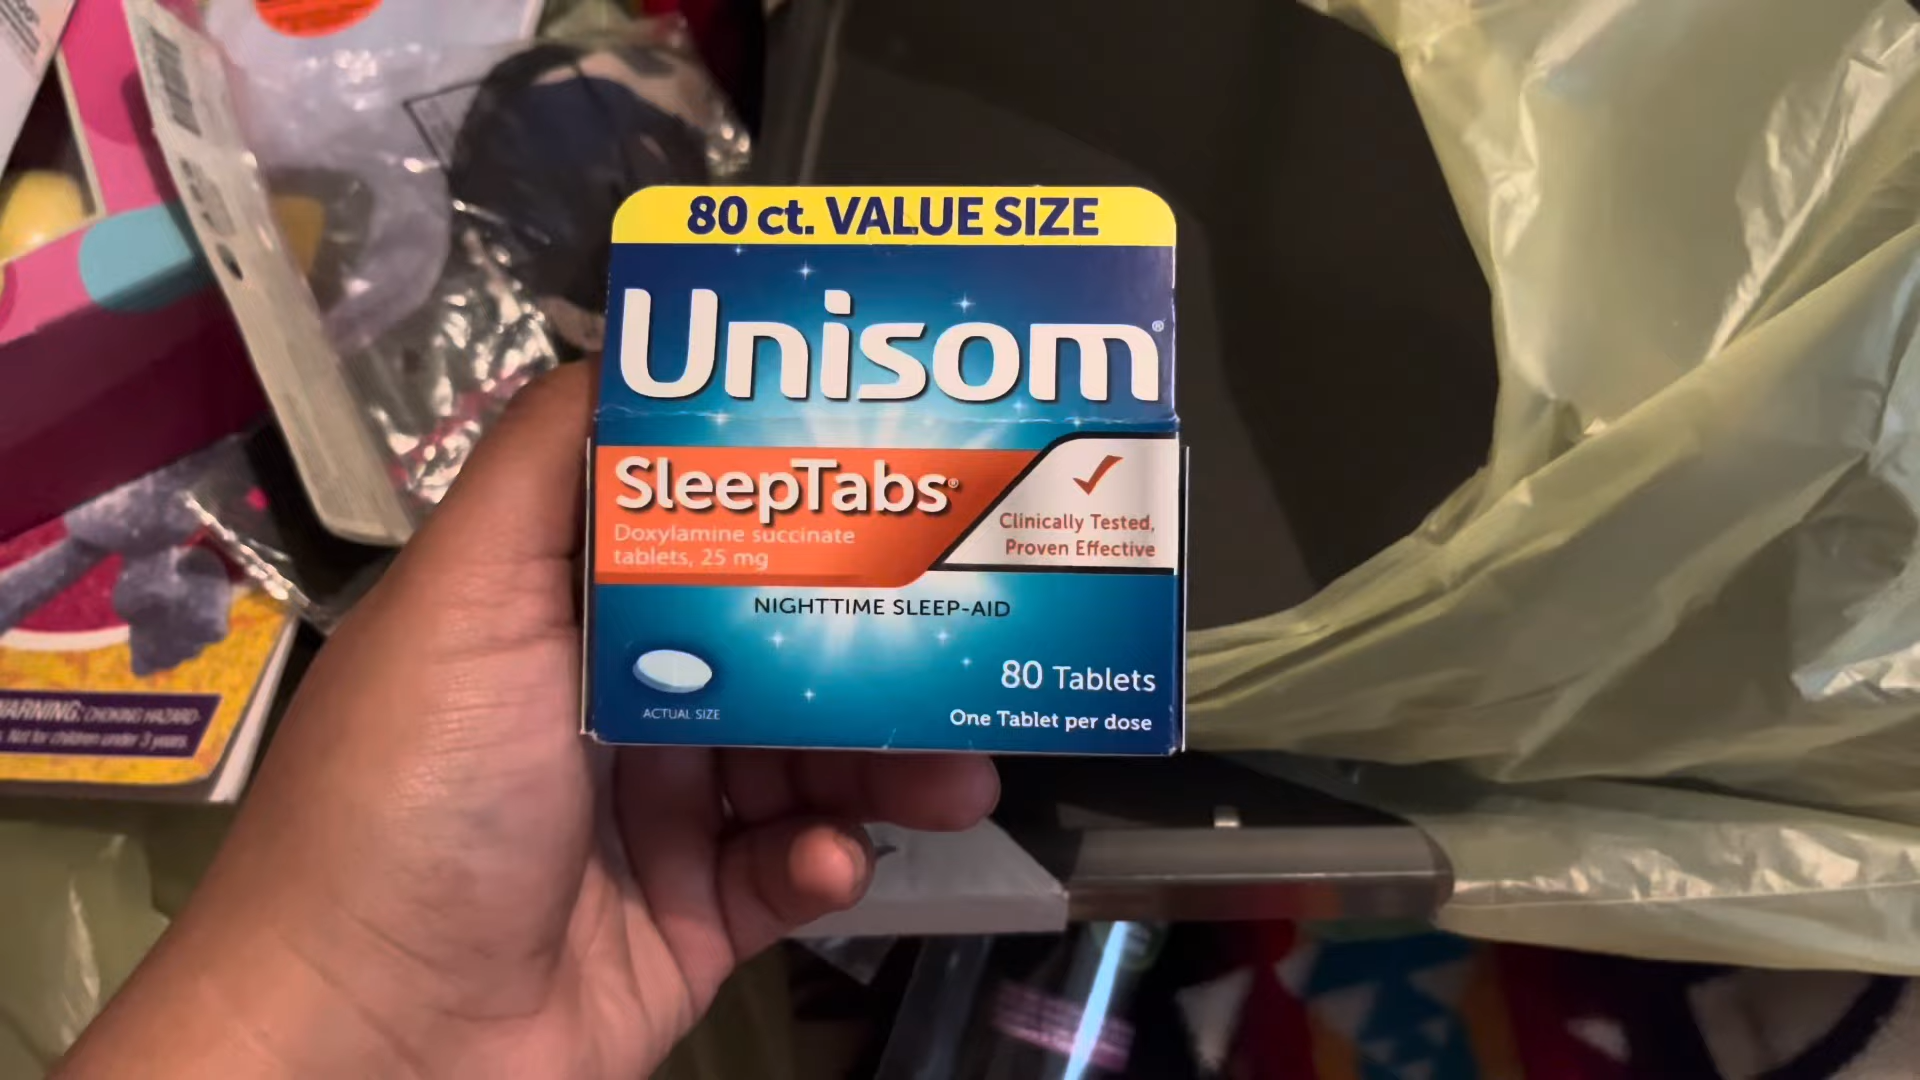 80 ct. VALUE SIZE
Unisom®
SleepTabs®
Doxylamine succinate
tablets, 25 mg
✓
Clinically Tested,
Proven Effective
NIGHTTIME SLEEP-AID
ACTUAL SIZE
80 Tablets
One Tablet per dose
WARNING: CHOKING HAZARD-
Not for children under 3 years.